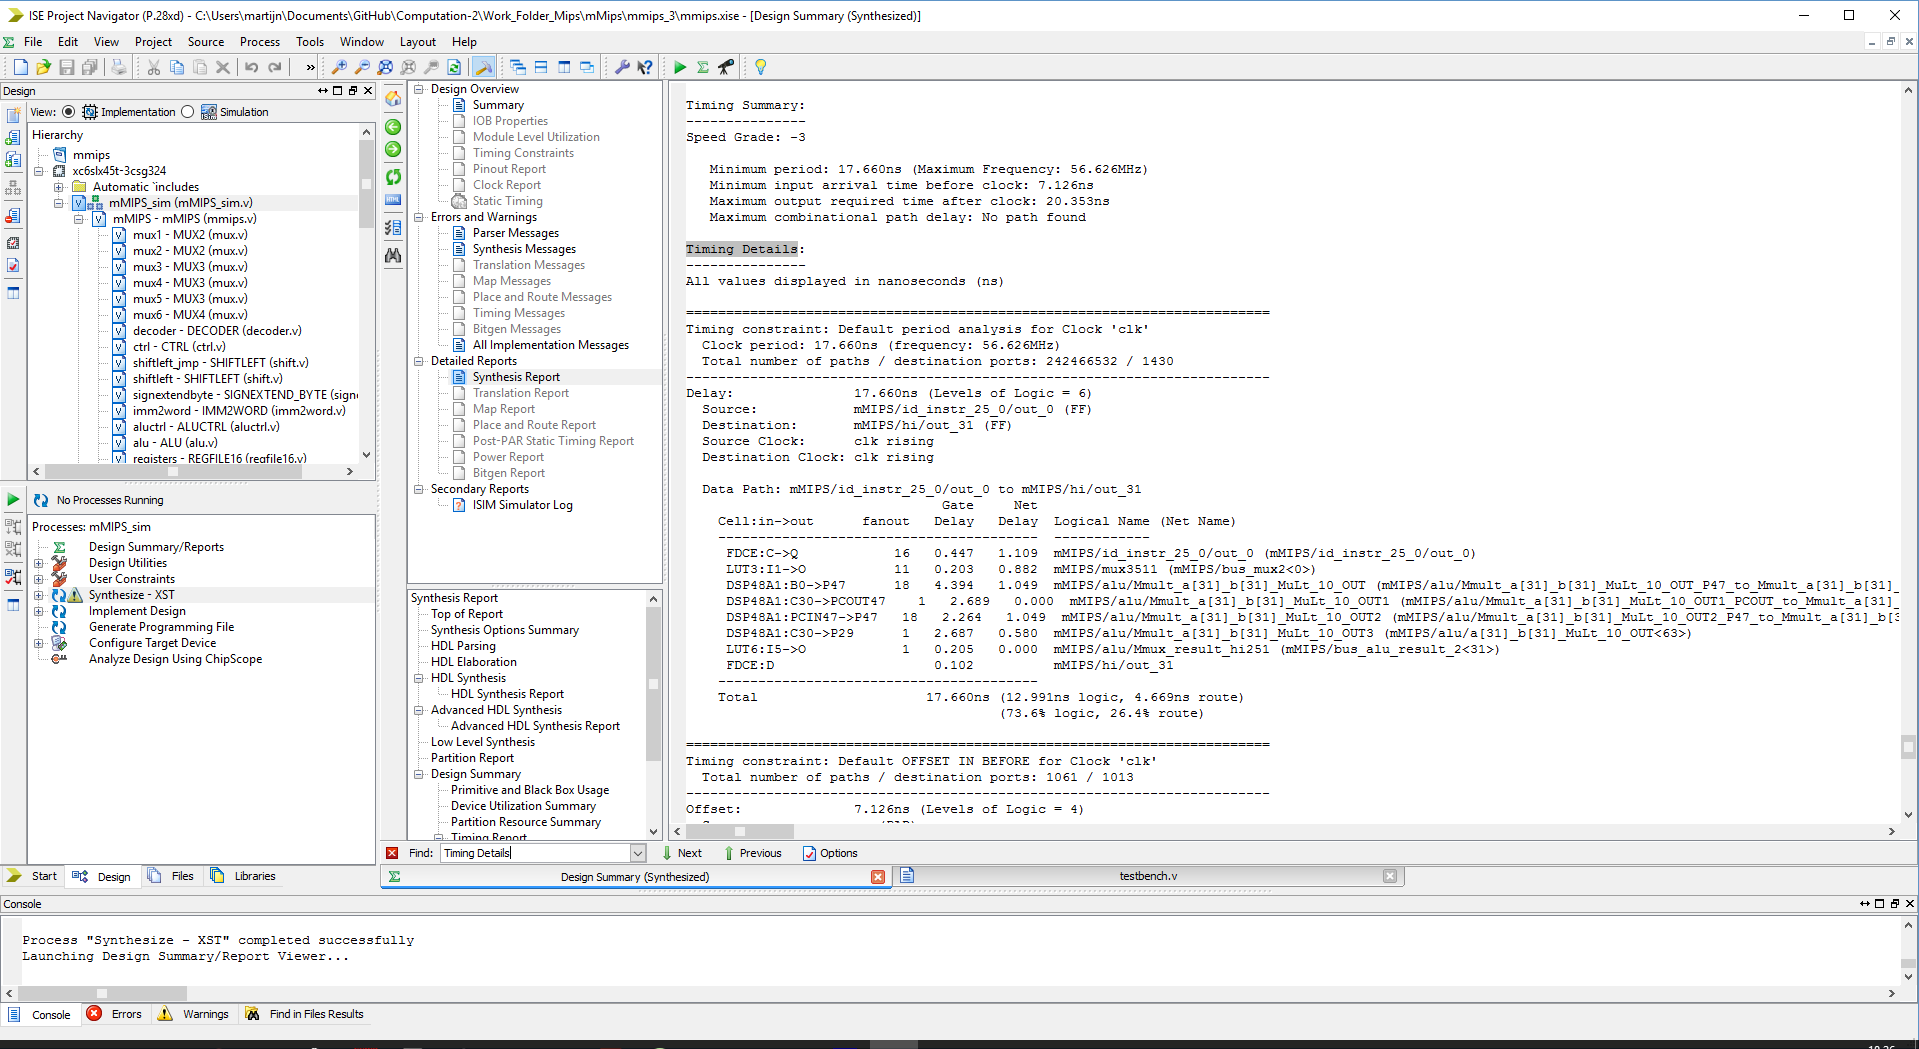 ISE Project Navigator (P.28xd) - C:\Users\martijn\Documents\GitHub\Computation-2\Work_Folder_Mips\mMips\mmips_3\mmips.xise - [Design Summary (Synthesized)]
File Edit View Project Source Process Tools Window Layout Help
Design
View: Implementation Simulation
Hierarchy
mmips
xc6slx45t-3csg324
Automatic `includes
mMIPS_sim (mMIPS_sim.v)
mMIPS - mMIPS (mmips.v)
mux1 - MUX2 (mux.v)
mux2 - MUX2 (mux.v)
mux3 - MUX3 (mux.v)
mux4 - MUX3 (mux.v)
mux5 - MUX3 (mux.v)
mux6 - MUX4 (mux.v)
decoder - DECODER (decoder.v)
ctrl - CTRL (ctrl.v)
shiftleft_jmp - SHIFTLEFT (shift.v)
shiftleft - SHIFTLEFT (shift.v)
signextendbyte - SIGNEXTEND_BYTE (signe
imm2word - IMM2WORD (imm2word.v)
aluctrl - ALUCTRL (aluctrl.v)
alu - ALU (alu.v)
registers - REGFILE16 (regfile16.v)
No Processes Running
Processes: mMIPS_sim
Design Summary/Reports
Design Utilities
User Constraints
Synthesize - XST
Implement Design
Generate Programming File
Configure Target Device
Analyze Design Using ChipScope
Start Design Files Libraries
Design Overview
Summary
IOB Properties
Module Level Utilization
Timing Constraints
Pinout Report
Clock Report
Static Timing
Errors and Warnings
Parser Messages
Synthesis Messages
Translation Messages
Map Messages
Place and Route Messages
Timing Messages
Bitgen Messages
All Implementation Messages
Detailed Reports
Synthesis Report
Translation Report
Map Report
Place and Route Report
Post-PAR Static Timing Report
Power Report
Bitgen Report
Secondary Reports
ISIM Simulator Log
Synthesis Report
Top of Report
Synthesis Options Summary
HDL Parsing
HDL Elaboration
HDL Synthesis
HDL Synthesis Report
Advanced HDL Synthesis
Advanced HDL Synthesis Report
Low Level Synthesis
Partition Report
Design Summary
Primitive and Black Box Usage
Device Utilization Summary
Partition Resource Summary
Timing Report
Timing Summary:
---------------
Speed Grade: -3
Minimum period: 17.660ns (Maximum Frequency: 56.626MHz)
Minimum input arrival time before clock: 7.126ns
Maximum output required time after clock: 20.353ns
Maximum combinational path delay: No path found
Timing Details:
---------------
All values displayed in nanoseconds (ns)
=========================================================================
Timing constraint: Default period analysis for Clock 'clk'
Clock period: 17.660ns (frequency: 56.626MHz)
Total number of paths / destination ports: 242466532 / 1430
-------------------------------------------------------------------------
Delay: 17.660ns (Levels of Logic = 6)
Source: mMIPS/id_instr_25_0/out_0 (FF)
Destination: mMIPS/hi/out_31 (FF)
Source Clock: clk rising
Destination Clock: clk rising
Data Path: mMIPS/id_instr_25_0/out_0 to mMIPS/hi/out_31
Gate Net
Cell:in->out fanout Delay Delay Logical Name (Net Name)
---------------------------------------- ------------
FDCE:C->Q 16 0.447 1.109 mMIPS/id_instr_25_0/out_0 (mMIPS/id_instr_25_0/out_0)
LUT3:I1->O 11 0.203 0.882 mMIPS/mux3511 (mMIPS/bus_mux2<0>)
DSP48A1:B0->P47 18 4.394 1.049 mMIPS/alu/Mmult_a[31]_b[31]_MuLt_10_OUT (mMIPS/alu/Mmult_a[31]_b[31]_MuLt_10_OUT_P47_to_Mmult_a[31]_b[31]_
DSP48A1:C30->PCOUT47 1 2.689 0.000 mMIPS/alu/Mmult_a[31]_b[31]_MuLt_10_OUT1 (mMIPS/alu/Mmult_a[31]_b[31]_MuLt_10_OUT1_PCOUT_to_Mmult_a[31]_b
DSP48A1:PCIN47->P47 18 2.264 1.049 mMIPS/alu/Mmult_a[31]_b[31]_MuLt_10_OUT2 (mMIPS/alu/Mmult_a[31]_b[31]_MuLt_10_OUT2_P47_to_Mmult_a[31]_b[3
DSP48A1:C30->P29 1 2.687 0.580 mMIPS/alu/Mmult_a[31]_b[31]_MuLt_10_OUT3 (mMIPS/alu/a[31]_b[31]_MuLt_10_OUT<63>)
LUT6:I5->O 1 0.205 0.000 mMIPS/alu/Mmux_result_hi251 (mMIPS/bus_alu_result_2<31>)
FDCE:D 0.102 mMIPS/hi/out_31
----------------------------------------
Total 17.660ns (12.991ns logic, 4.669ns route)
(73.6% logic, 26.4% route)
=========================================================================
Timing constraint: Default OFFSET IN BEFORE for Clock 'clk'
Total number of paths / destination ports: 1061 / 1013
-------------------------------------------------------------------------
Offset: 7.126ns (Levels of Logic = 4)
Find: Timing Details Next Previous Options
Design Summary (Synthesized) testbench.v
Console
Process "Synthesize - XST" completed successfully
Launching Design Summary/Report Viewer...
Console Errors Warnings Find in Files Results